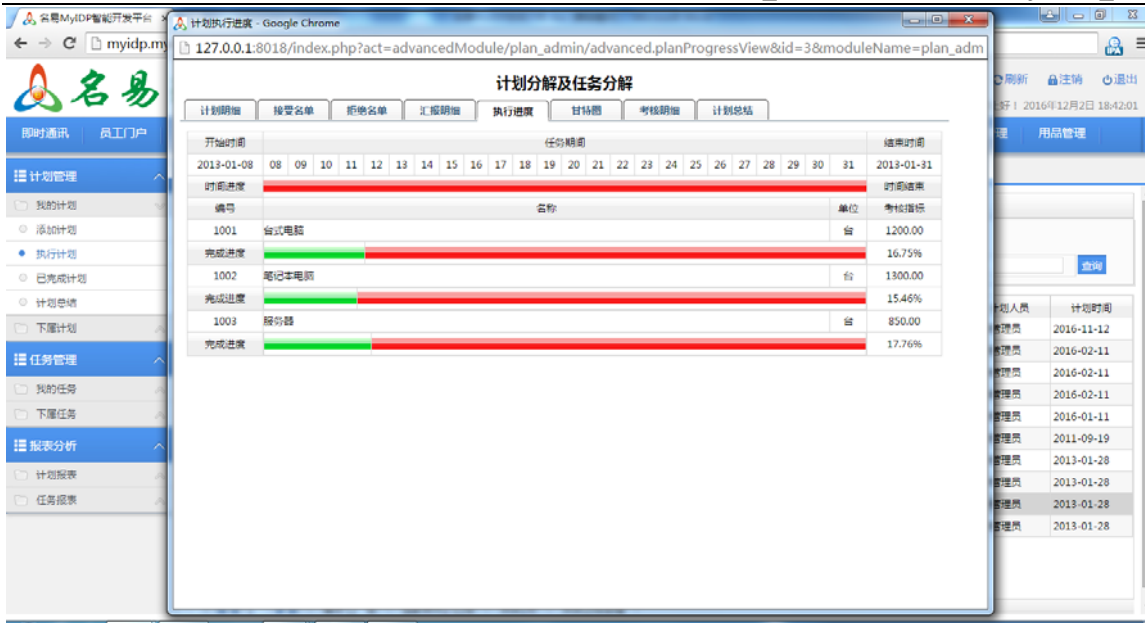 名易MyIDP智能开发平台
计划执行进度 - Google Chrome
myidp.my
127.0.0.1:8018/index.php?act=advancedModule/plan_admin/advanced.planProgressView&id=3&moduleName=plan_adm
名易
刷新 注销 退出
好！ 2016年12月2日 18:42:01
即时通讯 员工门户
理 用品管理
计划管理
我的计划
添加计划
执行计划
已完成计划
计划总结
下属计划
任务管理
我的任务
下属任务
报表分析
计划报表
任务报表
计划分解及任务分解
计划明细 接受名单 拒绝名单 汇报明细 执行进度 甘特图 考核明细 计划总结
开始时间 任务期间 结束时间
2013-01-08 08 09 10 11 12 13 14 15 16 17 18 19 20 21 22 23 24 25 26 27 28 29 30 31 2013-01-31
时间进度 时间结束
编号 名称 单位 考核指标
1001 台式电脑 台 1200.00
完成进度 16.75%
1002 笔记本电脑 台 1300.00
完成进度 15.46%
1003 服务器 台 850.00
完成进度 17.76%
查询
计划人员 计划时间
管理员 2016-11-12
管理员 2016-02-11
管理员 2016-02-11
管理员 2016-02-11
管理员 2016-01-11
管理员 2011-09-19
管理员 2013-01-28
管理员 2013-01-28
管理员 2013-01-28
管理员 2013-01-28